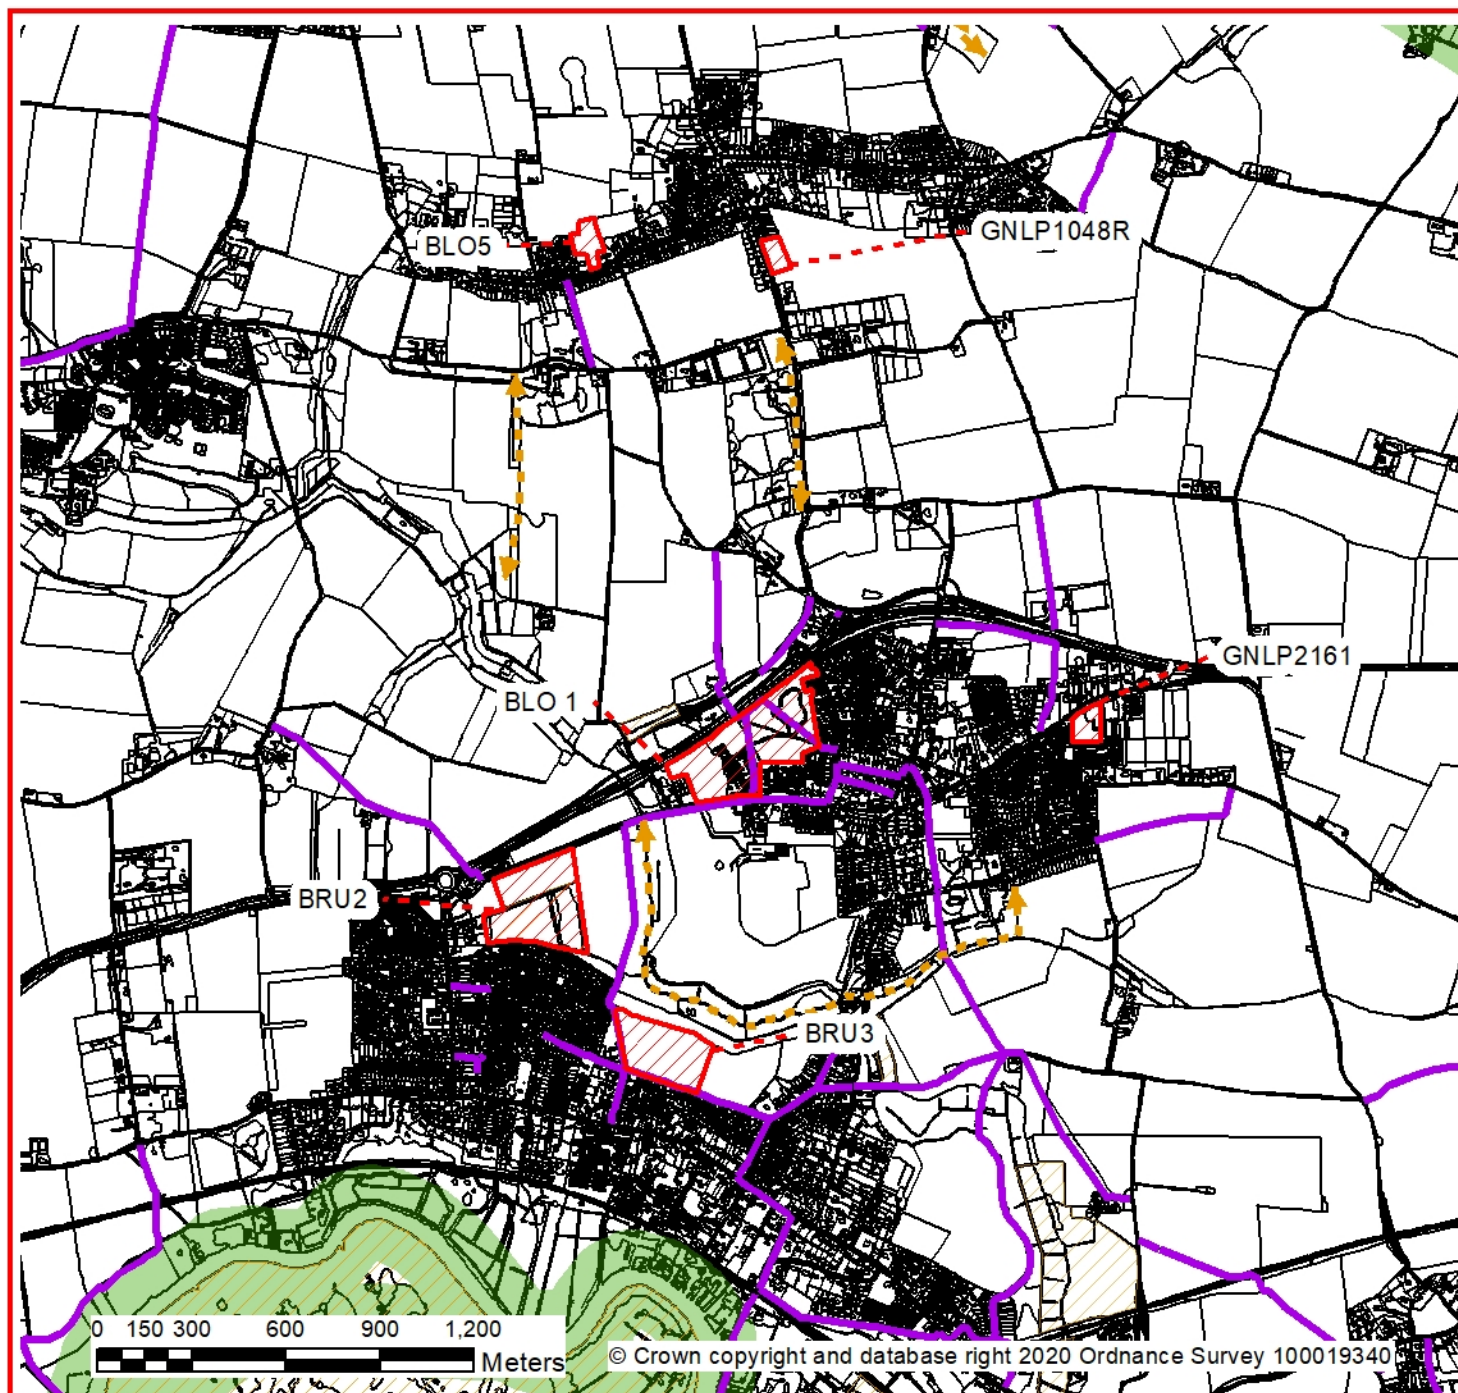 BLO5
GNLP1048R
GNLP2161
BLO 1
BRU2
BRU3
0 150 300 600 900 1,200
Meters
© Crown copyright and database right 2020 Ordnance Survey 100019340